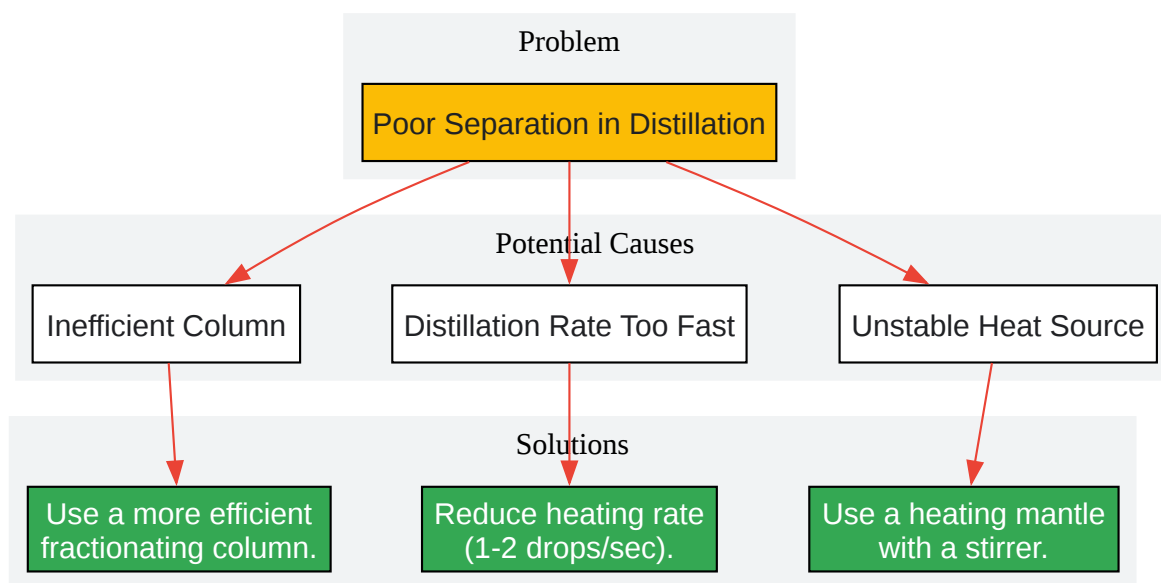 Problem
Poor Separation in Distillation
Potential Causes
Inefficient Column
Distillation Rate Too Fast
Unstable Heat Source
Solutions
Use a more efficient
fractionating column.
Reduce heating rate
(1-2 drops/sec).
Use a heating mantle
with a stirrer.